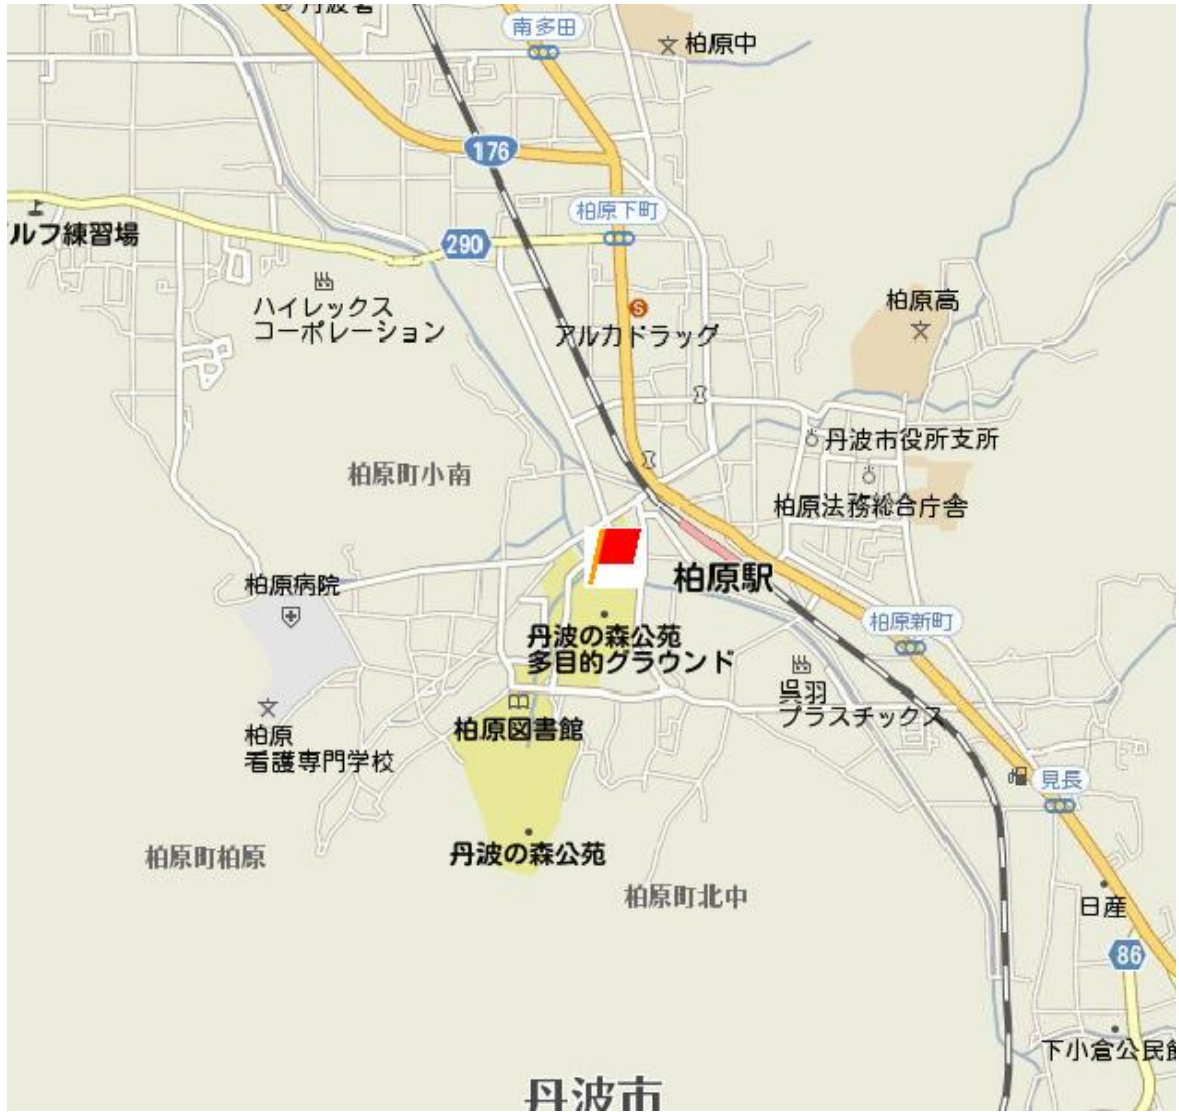 丹波署
南多田
柏原中
176
柏原下町
ルフ練習場
290
ハイレックス
コーポレーション
柏原高
S
アルカドラッグ
丹波市役所支所
柏原町小南
柏原法務総合庁舎
柏原病院
柏原駅
柏原新町
丹波の森公苑
多目的グラウンド
呉羽
プラスチックス
柏原図書館
柏原
看護専門学校
見長
丹波の森公苑
柏原町柏原
柏原町北中
日産
86
下小倉公民館
丹波市